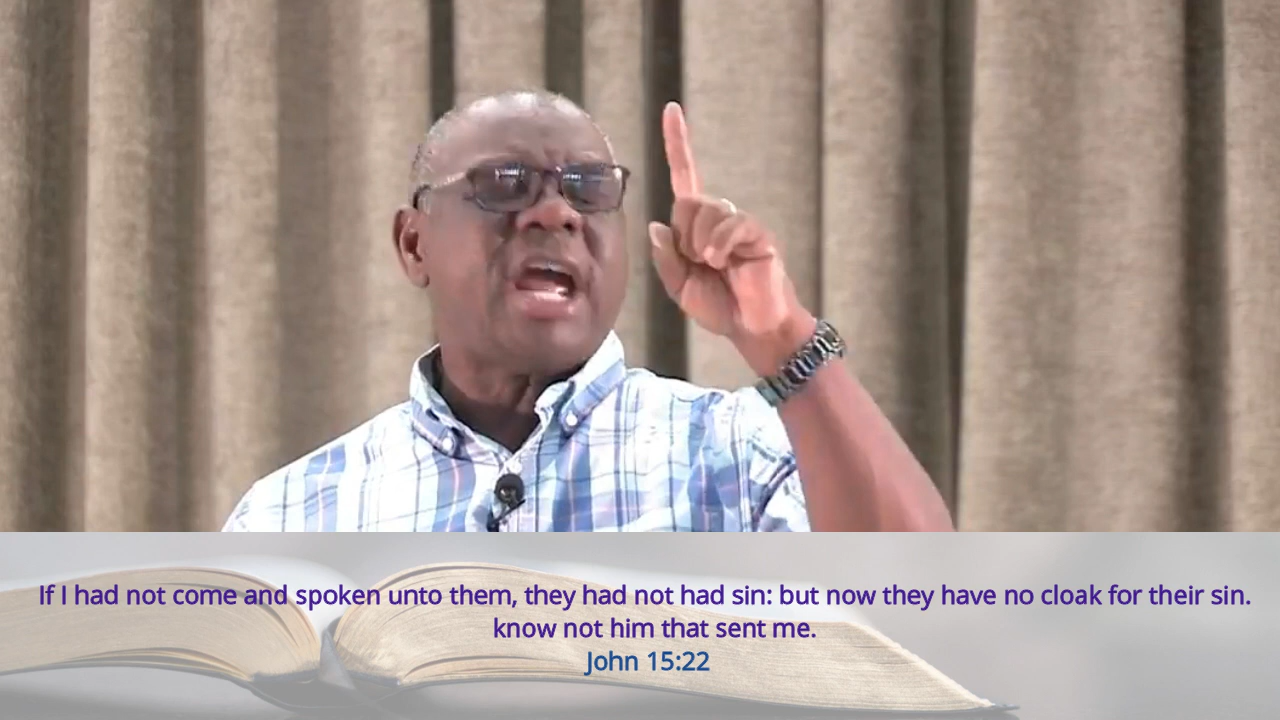 If I had not come and spoken unto them, they had not had sin: but now they have no cloak for their sin.
know not him that sent me.
John 15:22